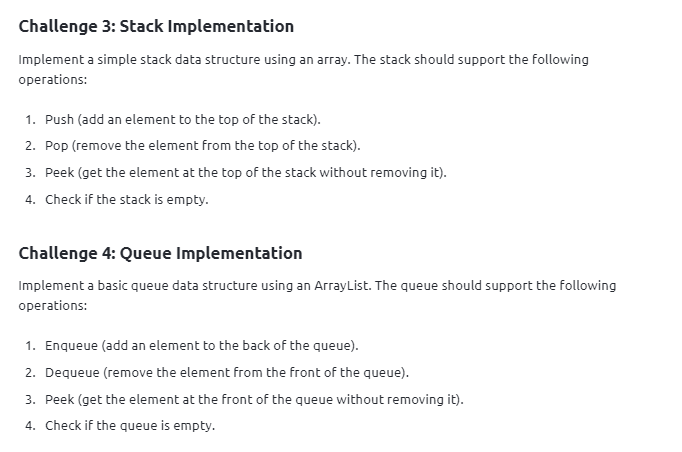 Challenge 3: Stack Implementation
Implement a simple stack data structure using an array. The stack should support the following
operations:
1. Push (add an element to the top of the stack).
2. Pop (remove the element from the top of the stack).
3. Peek (get the element at the top of the stack without removing it).
4. Check if the stack is empty.
Challenge 4: Queue Implementation
Implement a basic queue data structure using an ArrayList. The queue should support the following
operations:
1. Enqueue (add an element to the back of the queue).
2. Dequeue (remove the element from the front of the queue).
3. Peek (get the element at the front of the queue without removing it).
4. Check if the queue is empty.